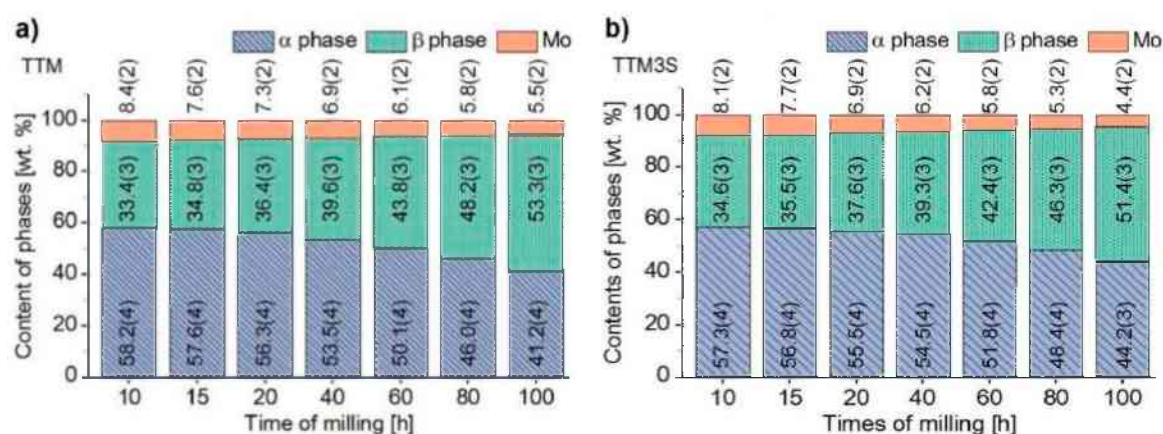 a)
α phase β phase Mo
TTM
8.4(2) 7.6(2) 7.3(2) 6.9(2) 6.1(2) 5.8(2) 5.5(2)
Content of phases [wt. %]
100
80
60
40
20
0
33.4(3) 34.8(3) 36.4(3) 39.6(3) 43.8(3) 48.2(3) 53.3(3)
58.2(4) 57.6(4) 56.3(4) 53.5(4) 50.1(4) 46.0(4) 41.2(4)
10 15 20 40 60 80 100
Time of milling [h]
b)
α phase β phase Mo
TTM3S
8.1(2) 7.7(2) 6.9(2) 6.2(2) 5.8(2) 5.3(2) 4.4(2)
Contents of phases [wt. %]
100
80
60
40
20
0
34.6(3) 35.5(3) 37.6(3) 39.3(3) 42.4(3) 46.3(3) 51.4(3)
57.3(4) 56.8(4) 55.5(4) 54.5(4) 51.8(4) 48.4(4) 44.2(3)
10 15 20 40 60 80 100
Times of milling [h]